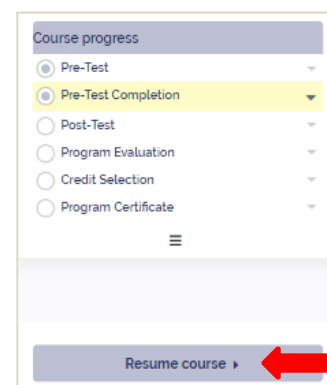 Course progress
Pre-Test
Pre-Test Completion
Post-Test
Program Evaluation
Credit Selection
Program Certificate
Resume course